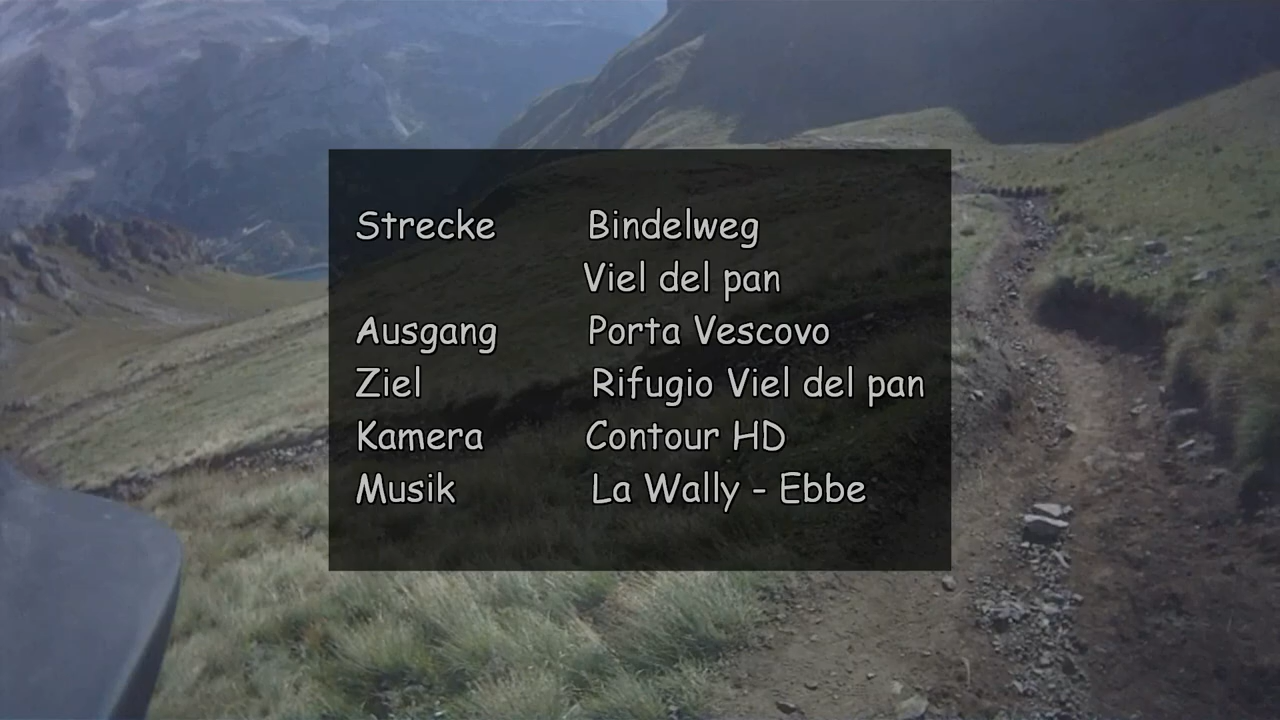 Strecke Bindelweg
Viel del pan
Ausgang Porta Vescovo
Ziel Rifugio Viel del pan
Kamera Contour HD
Musik La Wally - Ebbe